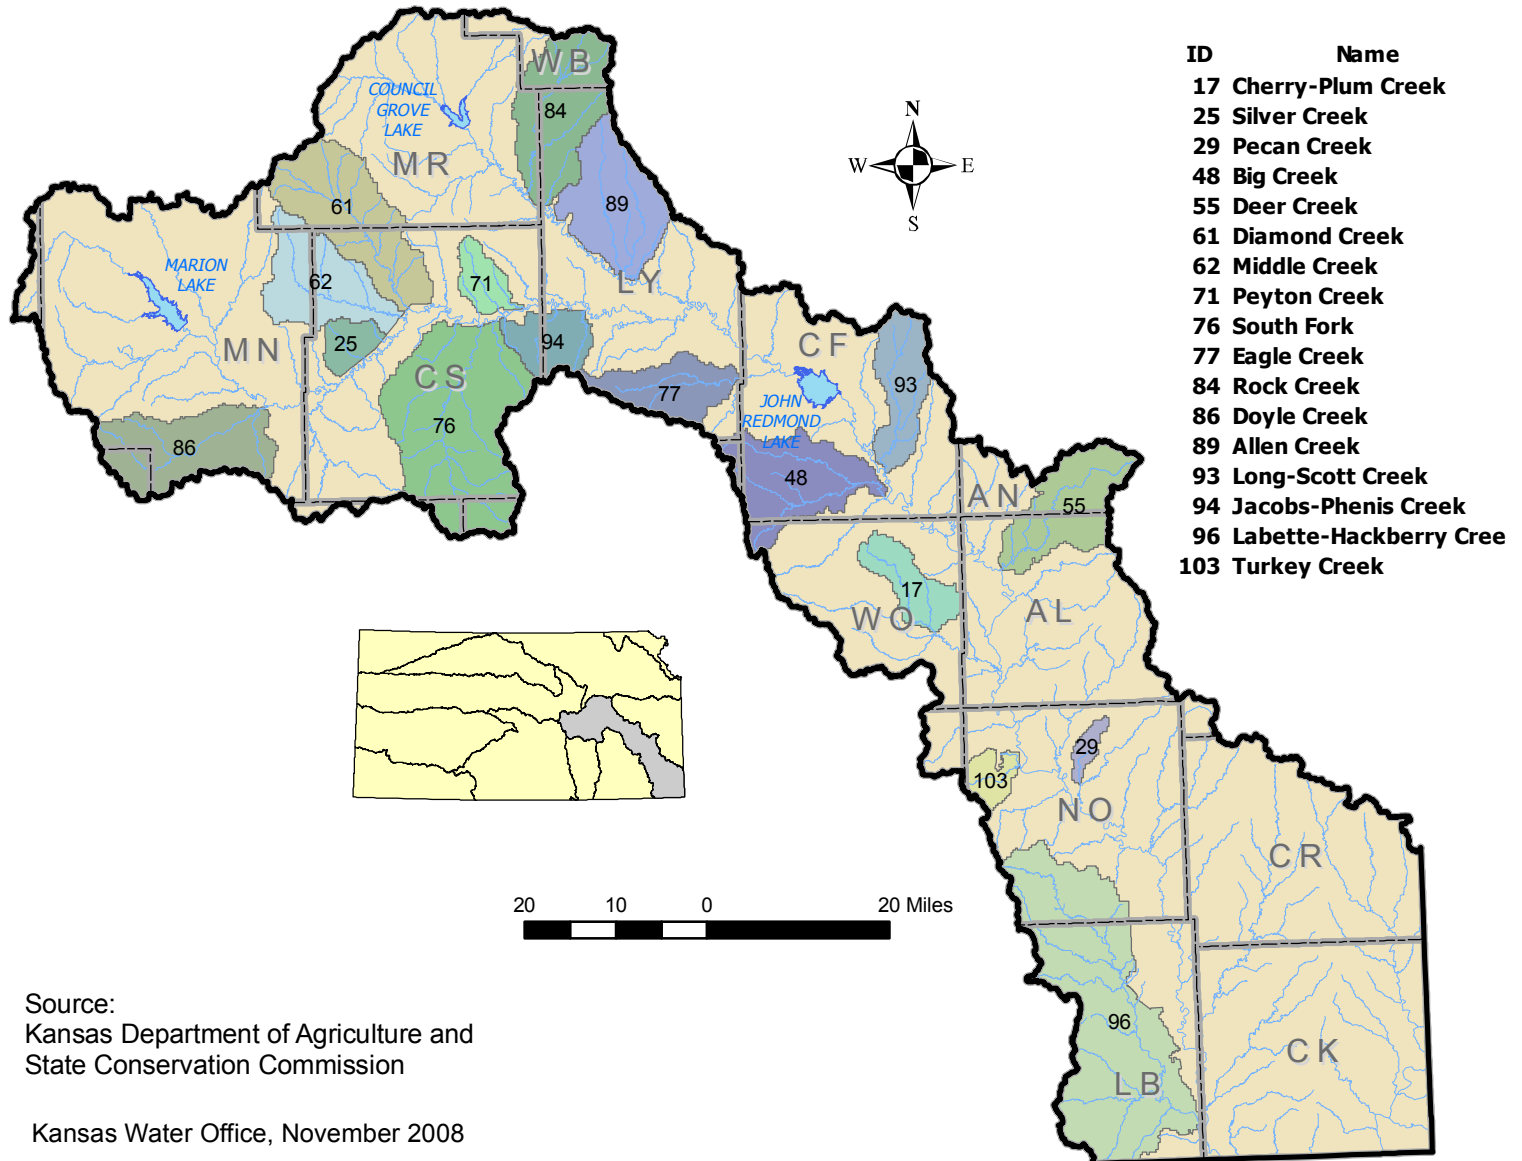 ID Name
17 Cherry-Plum Creek
25 Silver Creek
29 Pecan Creek
48 Big Creek
55 Deer Creek
61 Diamond Creek
62 Middle Creek
71 Peyton Creek
76 South Fork
77 Eagle Creek
84 Rock Creek
86 Doyle Creek
89 Allen Creek
93 Long-Scott Creek
94 Jacobs-Phenis Creek
96 Labette-Hackberry Cree
103 Turkey Creek
N
W E
S
WB
84
COUNCIL
GROVE
LAKE
MR
61
89
MARION
LAKE
62
71
LY
MN
25
94
CS
CF
93
77
JOHN
REDMOND
LAKE
76
86
48
AN
55
17
WO
AL
29
103
NO
CR
96
CK
LB
20 10 0 20 Miles
Source:
Kansas Department of Agriculture and
State Conservation Commission
Kansas Water Office, November 2008